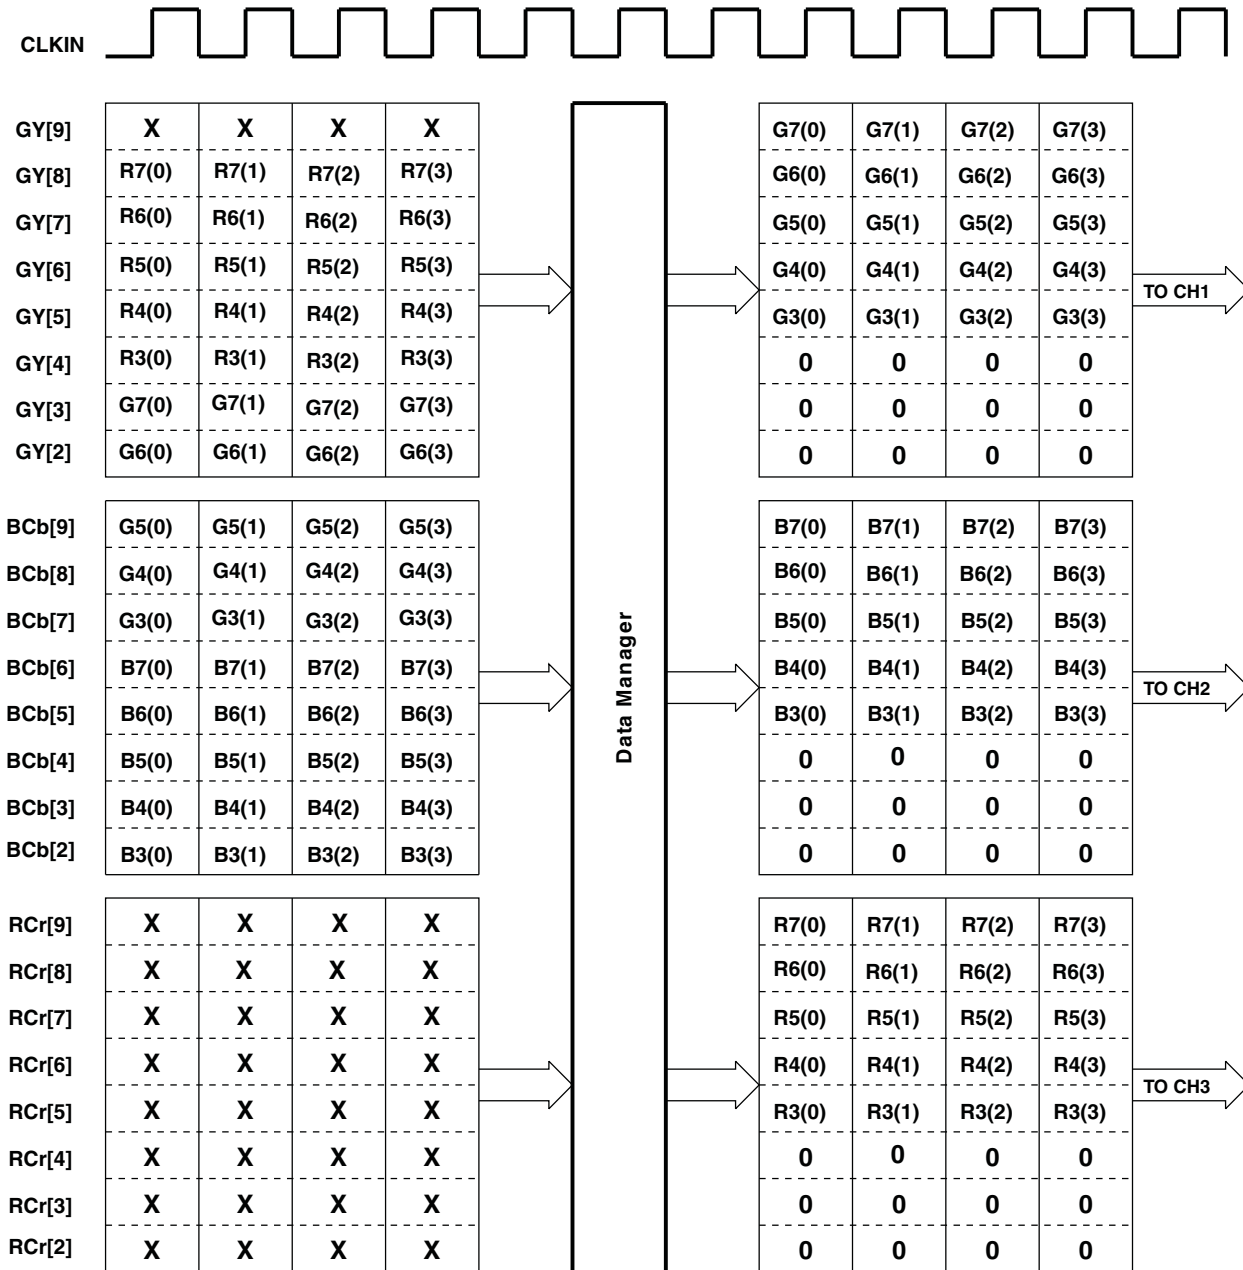 CLKIN
GY[9] X X X X G7(0) G7(1) G7(2) G7(3)
GY[8] R7(0) R7(1) R7(2) R7(3) G6(0) G6(1) G6(2) G6(3)
GY[7] R6(0) R6(1) R6(2) R6(3) G5(0) G5(1) G5(2) G5(3)
GY[6] R5(0) R5(1) R5(2) R5(3) G4(0) G4(1) G4(2) G4(3)
TO CH1
GY[5] R4(0) R4(1) R4(2) R4(3) G3(0) G3(1) G3(2) G3(3)
GY[4] R3(0) R3(1) R3(2) R3(3) 0 0 0 0
GY[3] G7(0) G7(1) G7(2) G7(3) 0 0 0 0
GY[2] G6(0) G6(1) G6(2) G6(3) 0 0 0 0
BCb[9] G5(0) G5(1) G5(2) G5(3) B7(0) B7(1) B7(2) B7(3)
BCb[8] G4(0) G4(1) G4(2) G4(3) B6(0) B6(1) B6(2) B6(3)
BCb[7] G3(0) G3(1) G3(2) G3(3) B5(0) B5(1) B5(2) B5(3)
Data Manager
BCb[6] B7(0) B7(1) B7(2) B7(3) B4(0) B4(1) B4(2) B4(3)
TO CH2
BCb[5] B6(0) B6(1) B6(2) B6(3) B3(0) B3(1) B3(2) B3(3)
BCb[4] B5(0) B5(1) B5(2) B5(3) 0 0 0 0
BCb[3] B4(0) B4(1) B4(2) B4(3) 0 0 0 0
BCb[2] B3(0) B3(1) B3(2) B3(3) 0 0 0 0
RCr[9] X X X X R7(0) R7(1) R7(2) R7(3)
RCr[8] X X X X R6(0) R6(1) R6(2) R6(3)
RCr[7] X X X X R5(0) R5(1) R5(2) R5(3)
RCr[6] X X X X R4(0) R4(1) R4(2) R4(3)
TO CH3
RCr[5] X X X X R3(0) R3(1) R3(2) R3(3)
RCr[4] X X X X 0 0 0 0
RCr[3] X X X X 0 0 0 0
RCr[2] X X X X 0 0 0 0